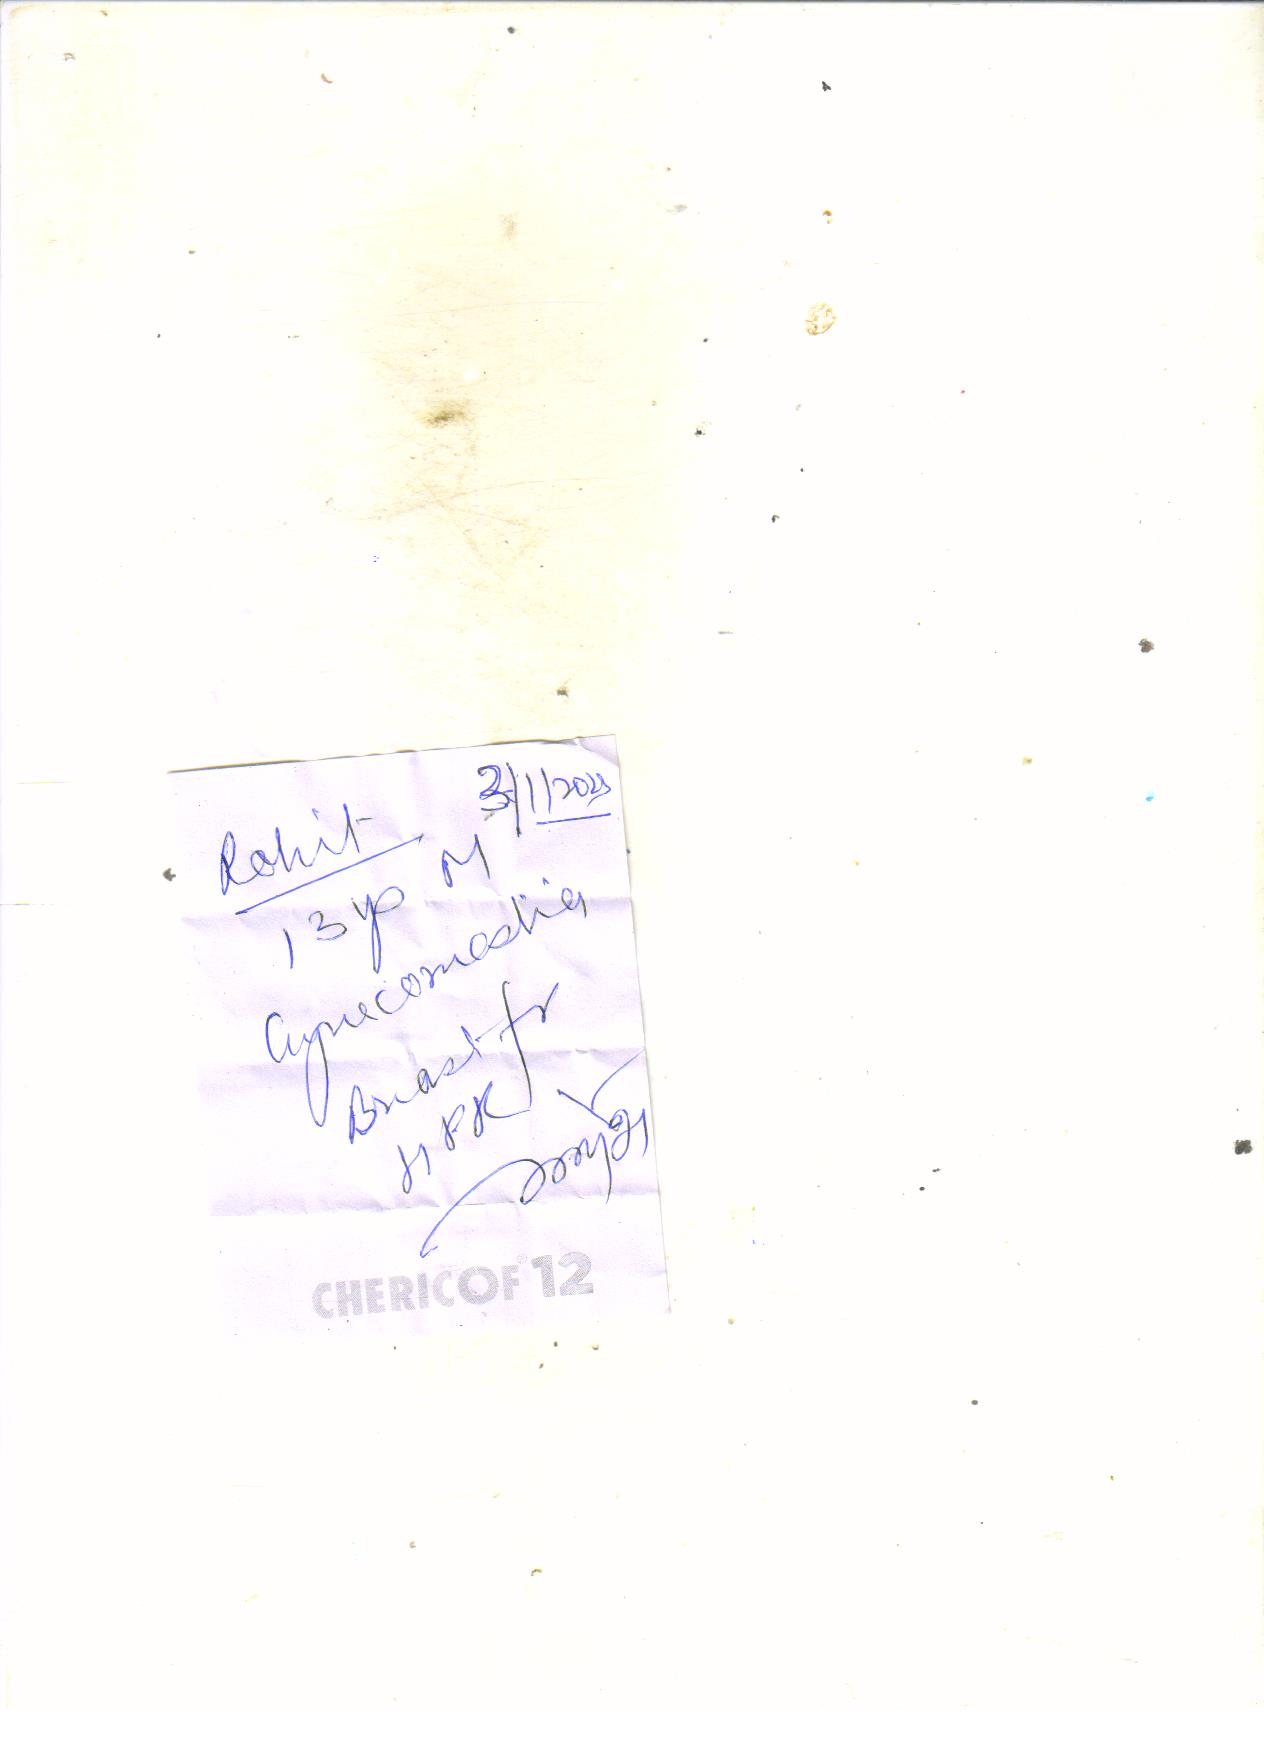 3/1/2023
Rohit
13 yr M
Gynecomastia
Breast for
HPR
CHERICOF 12